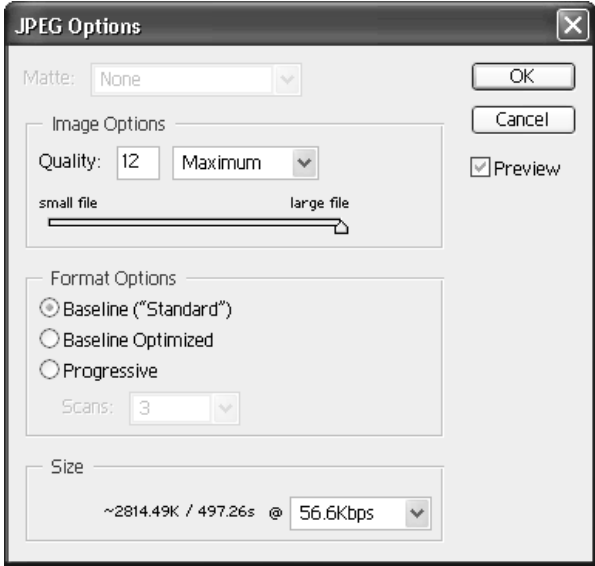 JPEG Options
Matte: None
OK
Image Options
Cancel
Quality: 12 Maximum
Preview
small file large file
Format Options
Baseline ("Standard")
Baseline Optimized
Progressive
Scans: 3
Size
~2814.49K / 497.26s @ 56.6Kbps